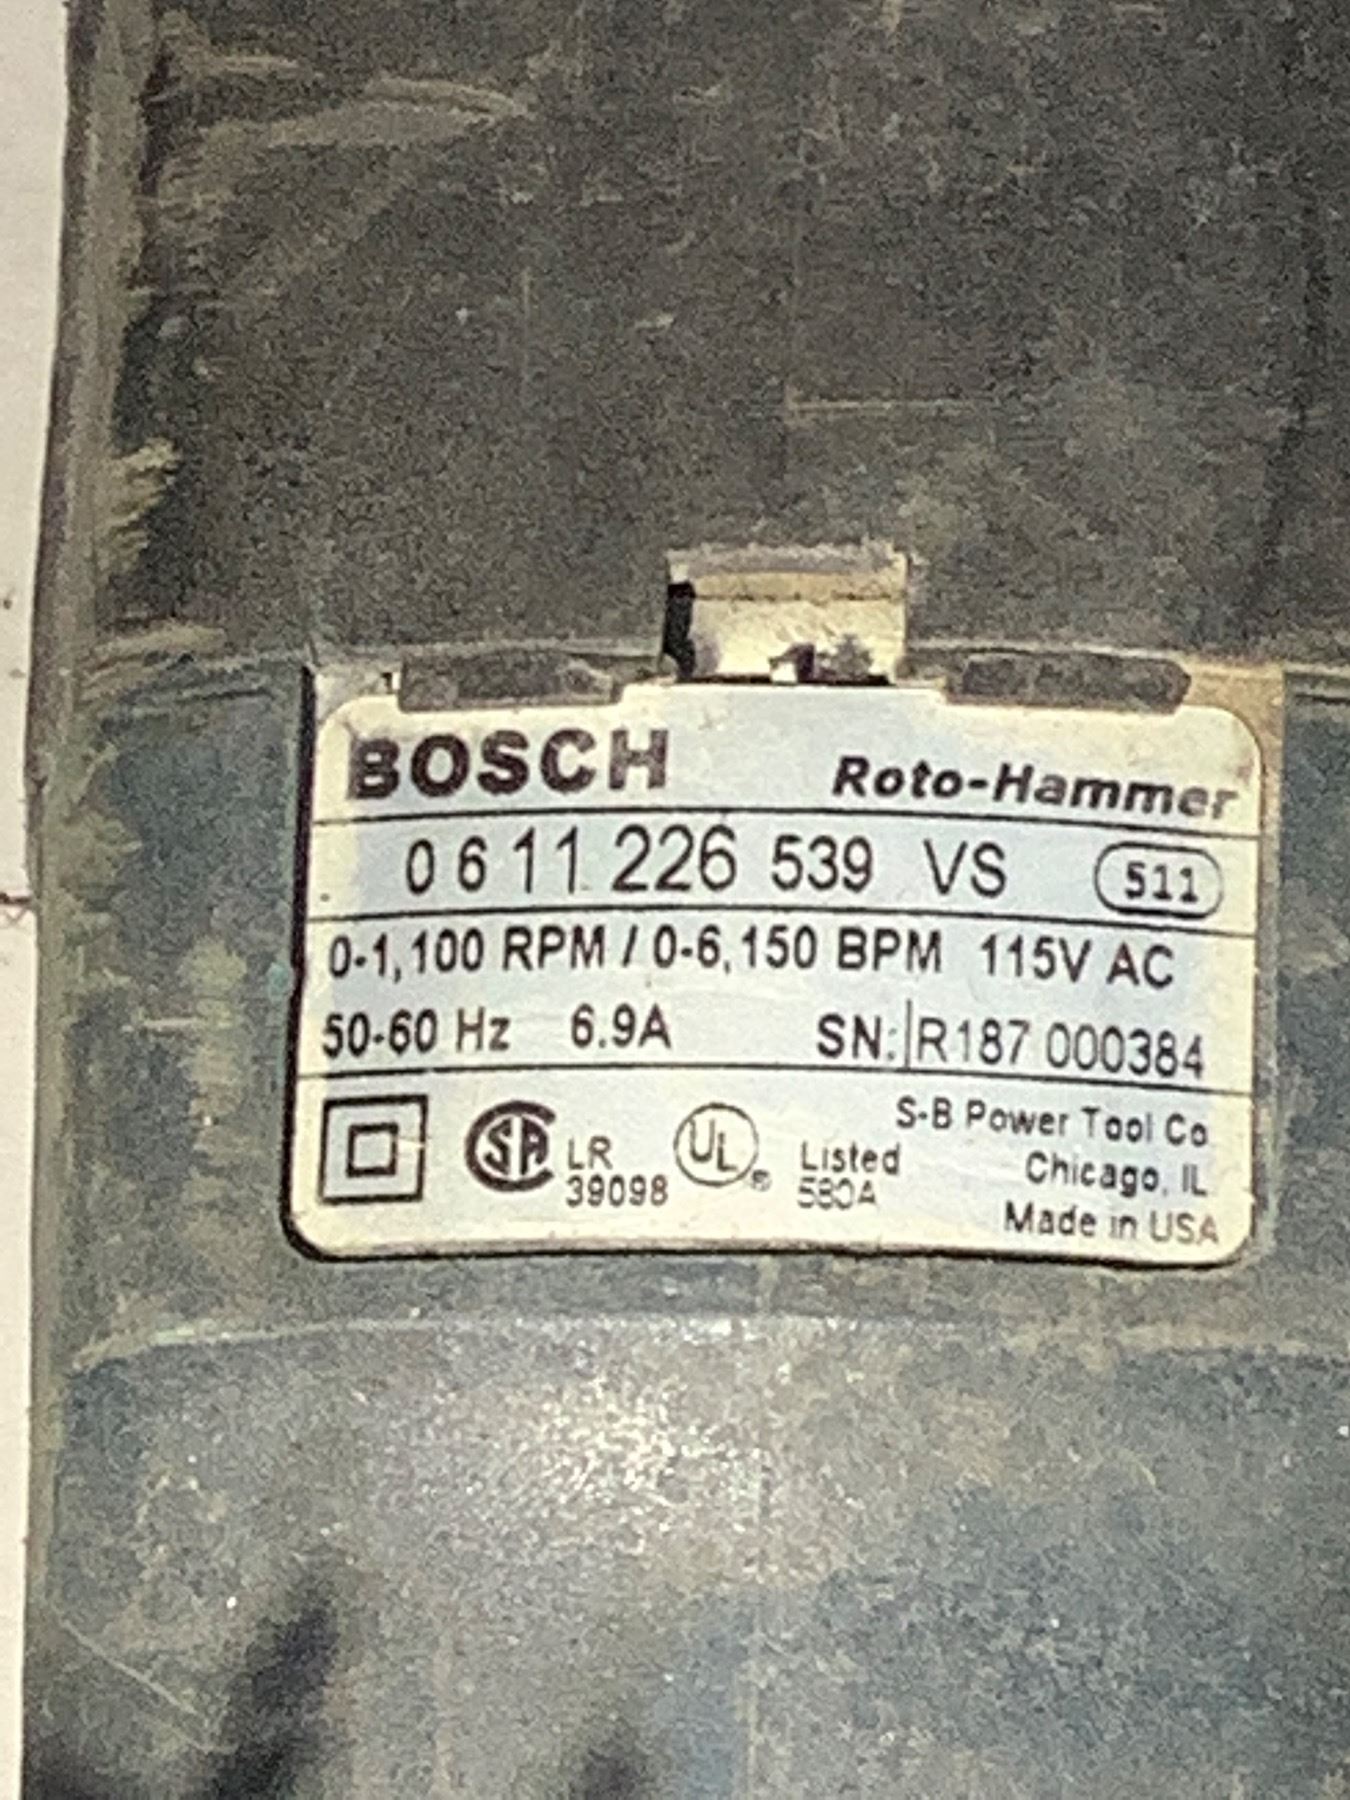 BOSCH Roto-Hammer
0 611 226 539 VS 511
0-1,100 RPM / 0-6,150 BPM 115V AC
50-60 Hz 6.9A SN: R187 000384
SA LR 39098 UL ® Listed 580A
S-B Power Tool Co
Chicago, IL
Made in USA